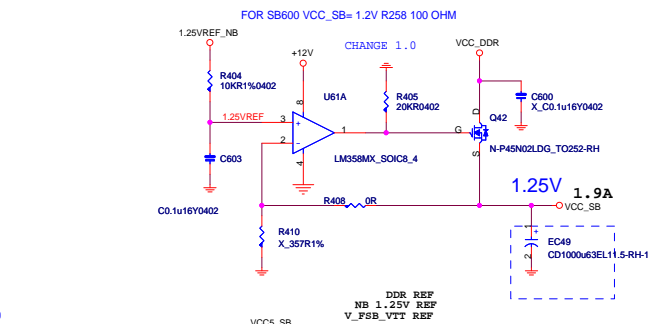 FOR SB600 VCC_SB= 1.2V R258 100 OHM
1.25VREF_NB
+12V
CHANGE 1.0
VCC_DDR
R404
10KR1%0402
8
U61A
R405
20KR0402
C600
X_C0.1u16Y0402
D
Q42
1.25VREF
3
+
1
G
2
-
4
S
LM358MX_SOIC8_4
N-P45N02LDG_TO252-RH
C603
C0.1u16Y0402
1.25V
1.9A
R408
0R
VCC_SB
R410
X_357R1%
1
+
EC49
2
CD1000u63EL11.5-RH-1
DDR REF
NB 1.25V REF
V_FSB_VTT REF
VCC5_SB